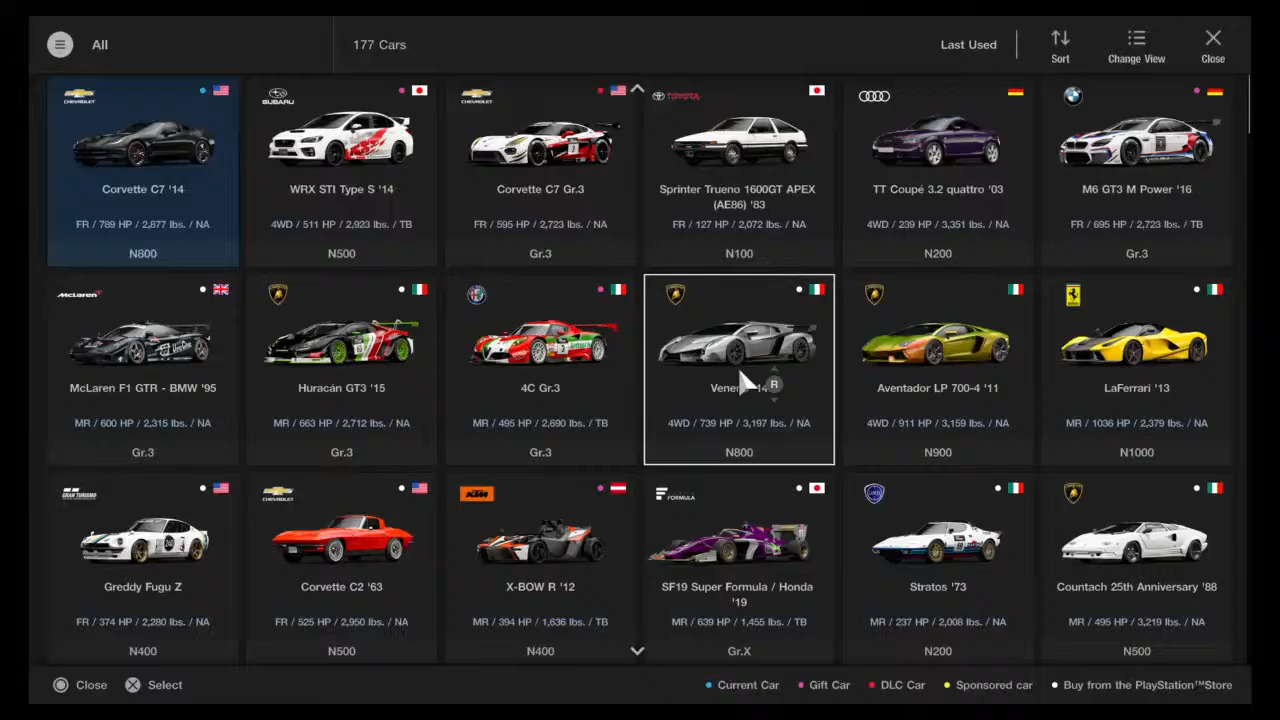 All
177 Cars
Last Used
Sort
Change View
Close
CHEVROLET
SUBARU
CHEVROLET
TOYOTA
Corvette C7 '14
WRX STI Type S '14
Corvette C7 Gr.3
Sprinter Trueno 1600GT APEX
(AE86) '83
TT Coupé 3.2 quattro '03
M6 GT3 M Power '16
FR / 789 HP / 2,877 lbs. / NA
4WD / 511 HP / 2,923 lbs. / TB
FR / 595 HP / 2,723 lbs. / NA
FR / 127 HP / 2,072 lbs. / NA
4WD / 239 HP / 3,351 lbs. / NA
FR / 695 HP / 2,723 lbs. / TB
N800
N500
Gr.3
N100
N200
Gr.3
McLaren
McLaren F1 GTR - BMW '95
Huracán GT3 '15
4C Gr.3
R
Aventador LP 700-4 '11
LaFerrari '13
MR / 600 HP / 2,315 lbs. / NA
MR / 663 HP / 2,712 lbs. / NA
MR / 495 HP / 2,690 lbs. / TB
4WD / 739 HP / 3,197 lbs. / NA
4WD / 911 HP / 3,159 lbs. / NA
MR / 1036 HP / 2,379 lbs. / NA
Gr.3
Gr.3
Gr.3
N800
N900
N1000
GRAN TURISMO
CHEVROLET
KTM
FORMULA
Greddy Fugu Z
Corvette C2 '63
X-BOW R '12
SF19 Super Formula / Honda
'19
Stratos '73
Countach 25th Anniversary '88
FR / 374 HP / 2,280 lbs. / NA
FR / 525 HP / 2,950 lbs. / NA
MR / 394 HP / 1,636 lbs. / TB
MR / 639 HP / 1,455 lbs. / TB
MR / 237 HP / 2,008 lbs. / NA
MR / 495 HP / 3,219 lbs. / NA
N400
N500
N400
Gr.X
N200
N500
Close
Select
Current Car
Gift Car
DLC Car
Sponsored car
Buy from the PlayStation™Store